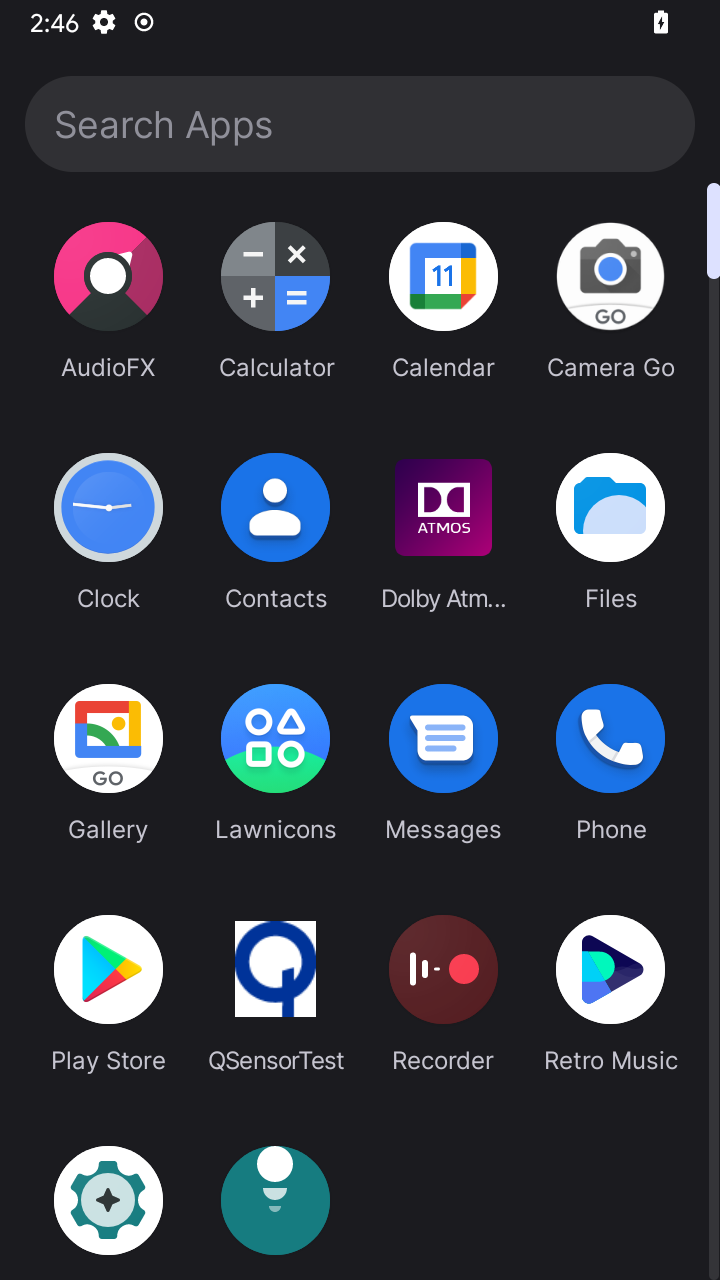 2:46
Search Apps
11
GO
AudioFX
Calculator
Calendar
Camera Go
ATMOS
Clock
Contacts
Dolby Atm...
Files
GO
Gallery
Lawnicons
Messages
Phone
Play Store
QSensorTest
Recorder
Retro Music